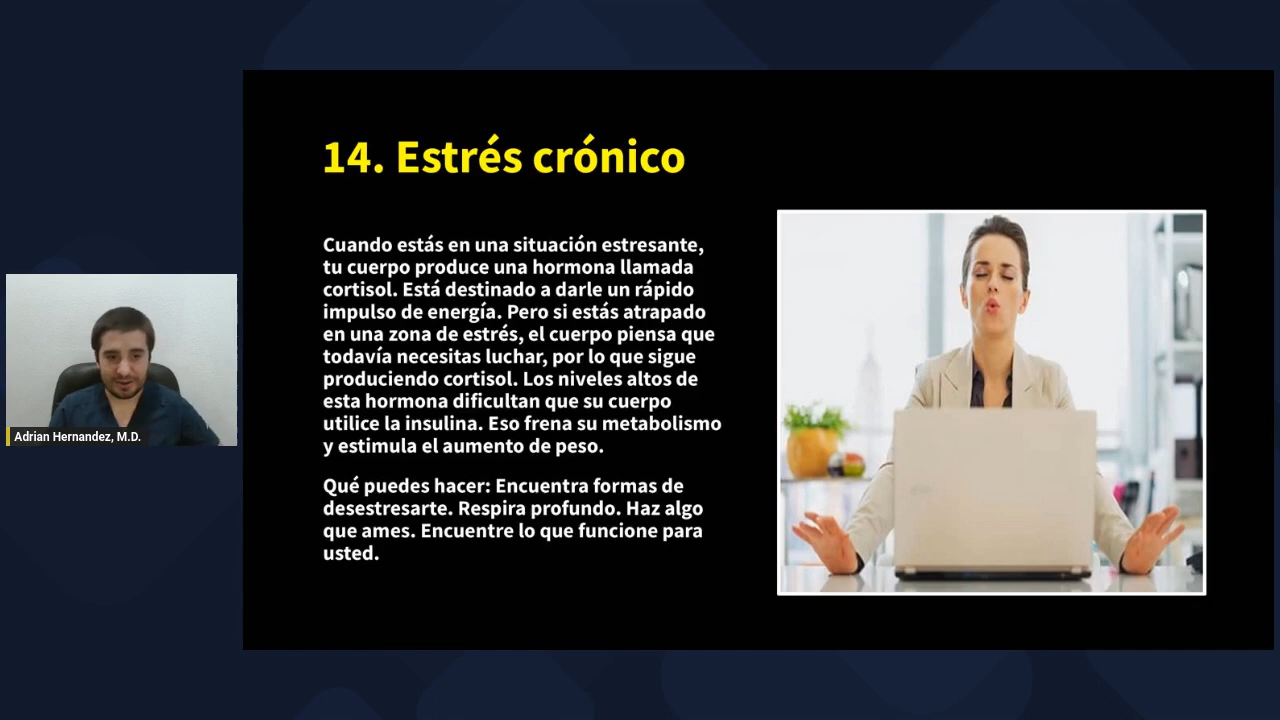 14. Estrés crónico
Cuando estás en una situación estresante,
tu cuerpo produce una hormona llamada
cortisol. Está destinado a darle un rápido
impulso de energía. Pero si estás atrapado
en una zona de estrés, el cuerpo piensa que
todavía necesitas luchar, por lo que sigue
produciendo cortisol. Los niveles altos de
esta hormona dificultan que su cuerpo
utilice la insulina. Eso frena su metabolismo
y estimula el aumento de peso.
Qué puedes hacer: Encuentra formas de
desestresarte. Respira profundo. Haz algo
que ames. Encuentre lo que funcione para
usted.
Adrian Hernandez, M.D.